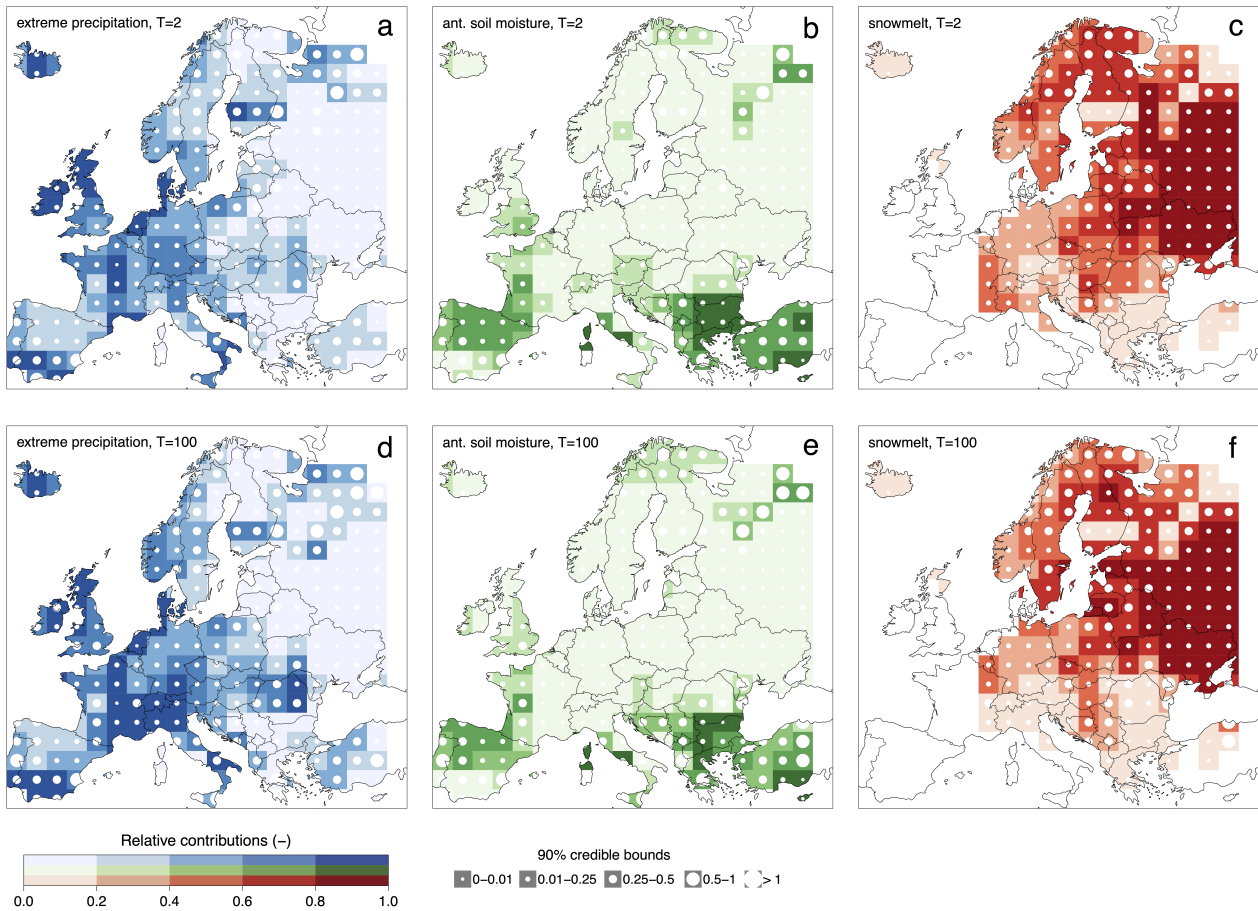 extreme precipitation, T=2
a
ant. soil moisture, T=2
b
snowmelt, T=2
c
extreme precipitation, T=100
d
ant. soil moisture, T=100
e
snowmelt, T=100
f
Relative contributions (−)
0.0 0.2 0.4 0.6 0.8 1.0
90% credible bounds
0−0.01 0.01−0.25 0.25−0.5 0.5−1 > 1